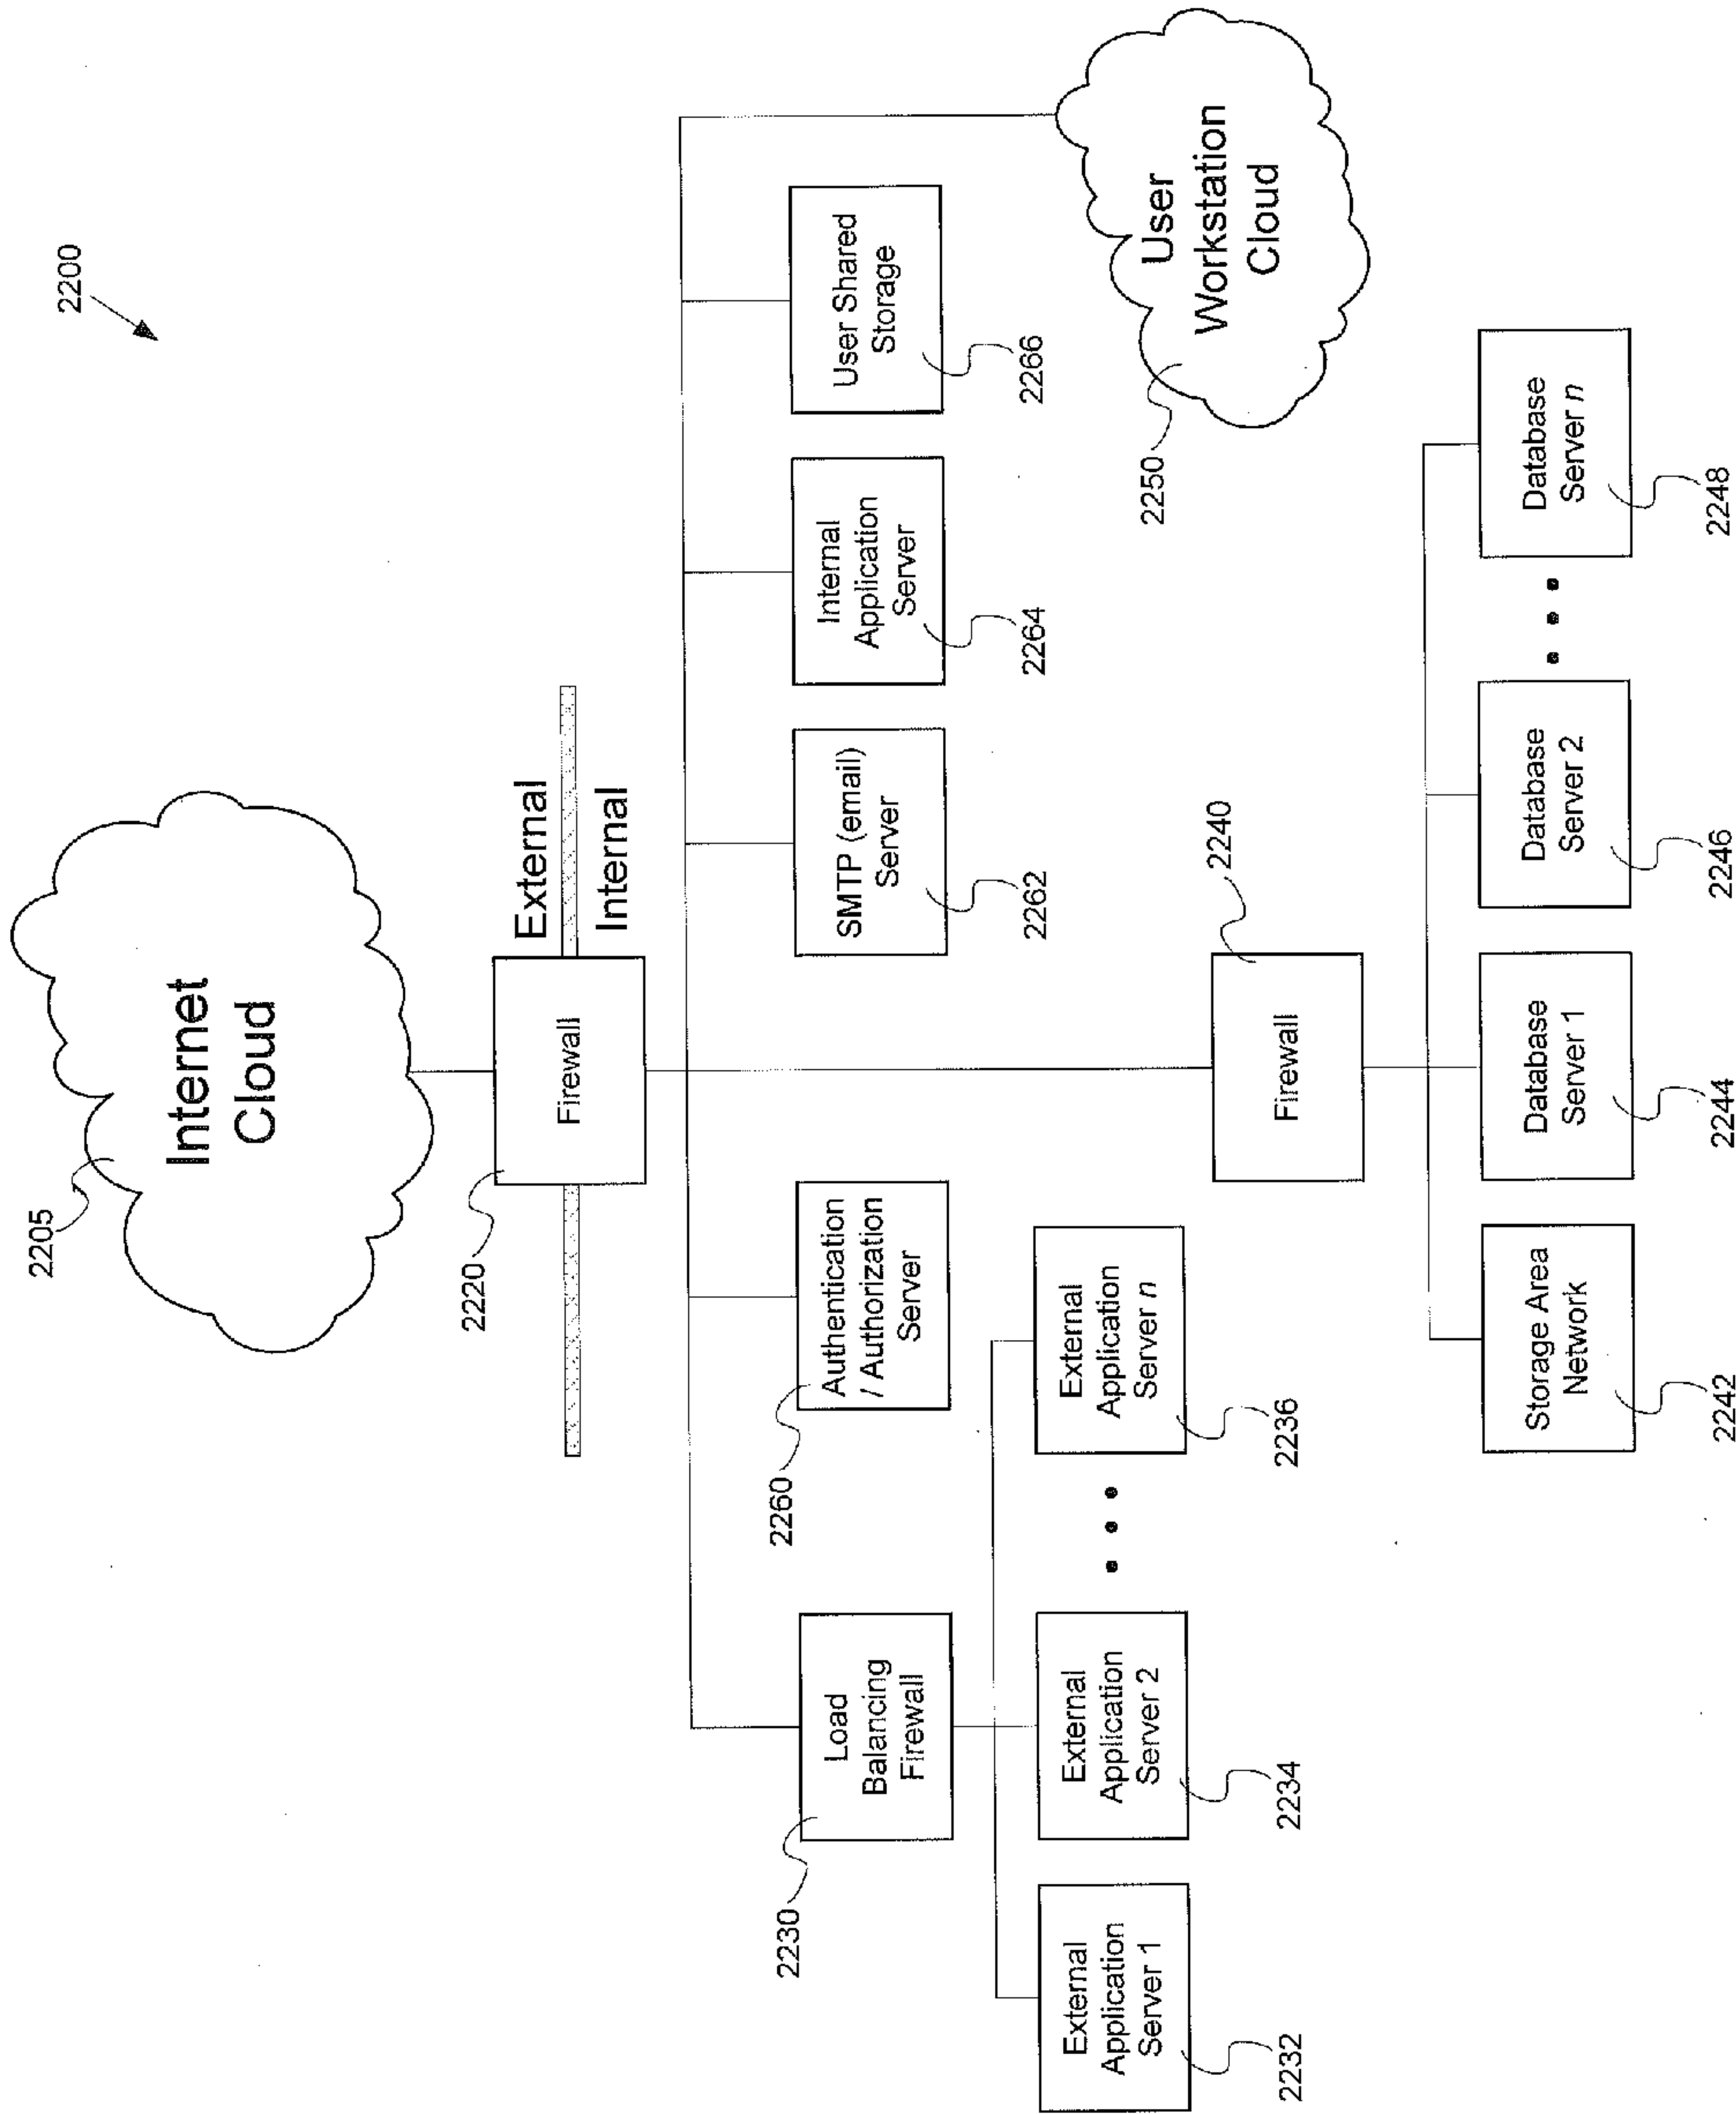 2200
Internet
Cloud
2205
External
Internal
Firewall
2220
Load
Balancing
Firewall
2230
Authentication
/ Authorization
Server
2260
SMTP (email)
Server
2262
Internal
Application
Server
2264
User Shared
Storage
2266
External
Application
Server 1
2232
External
Application
Server 2
2234
External
Application
Server n
2236
User
Workstation
Cloud
2250
Firewall
2240
Storage Area
Network
2242
Database
Server 1
2244
Database
Server 2
2246
Database
Server n
2248